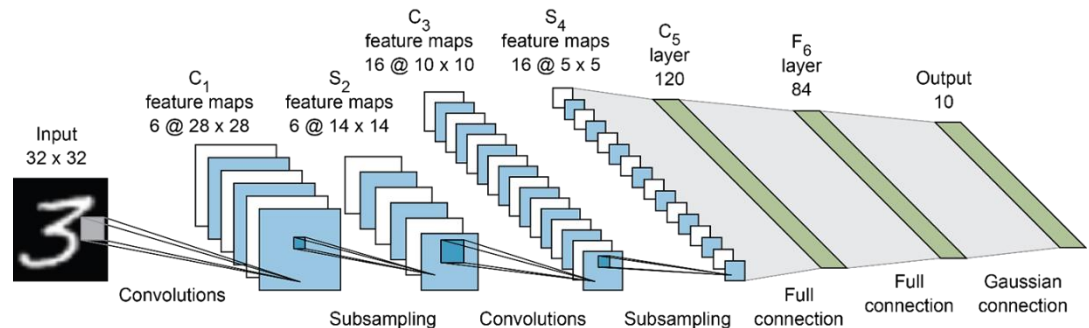 Input
32 x 32
C1
feature maps
6 @ 28 x 28
S2
feature maps
6 @ 14 x 14
C3
feature maps
16 @ 10 x 10
S4
feature maps
16 @ 5 x 5
C5
layer
120
F6
layer
84
Output
10
3
Convolutions
Subsampling
Convolutions
Subsampling
Full
connection
Full
connection
Gaussian
connection